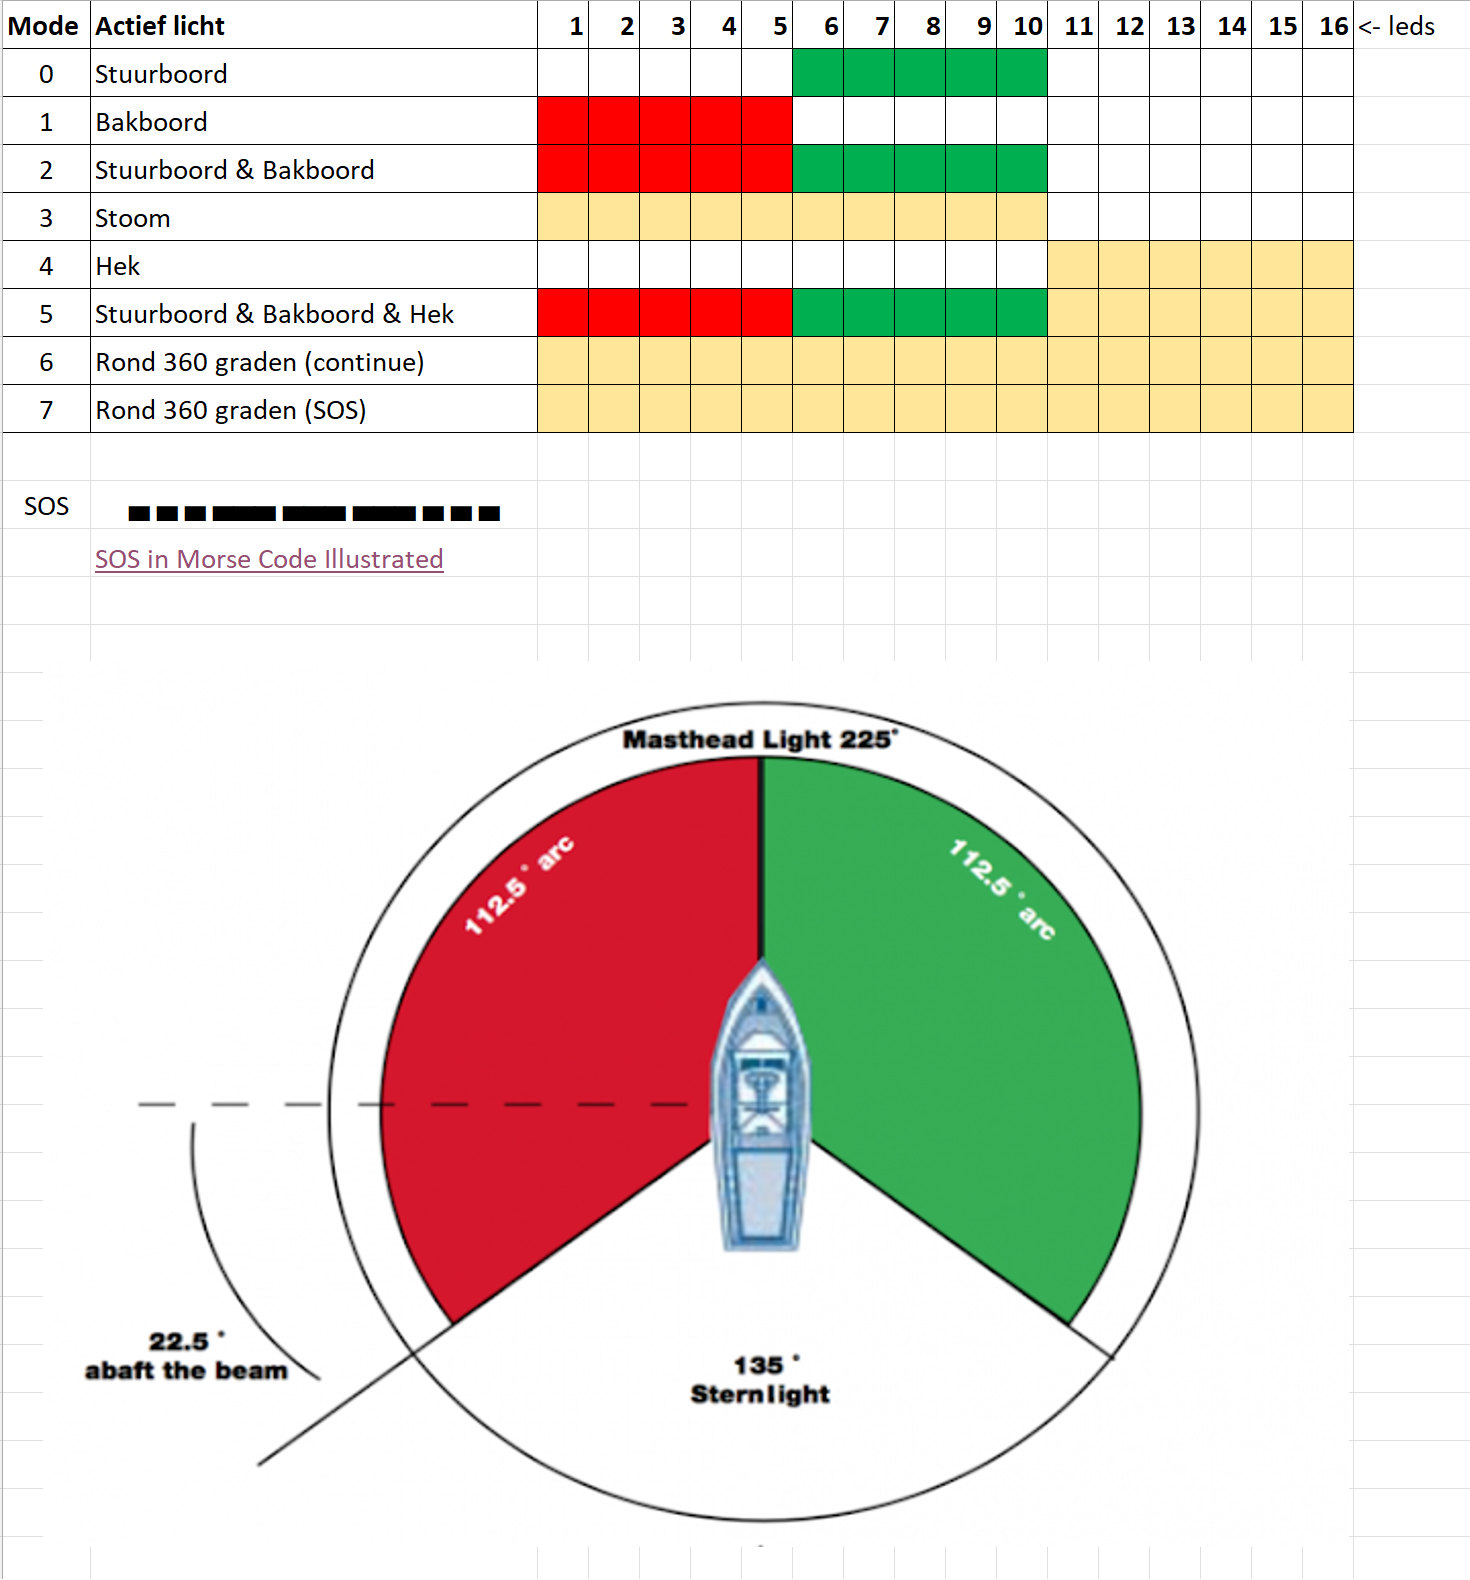 Mode Actief licht 1 2 3 4 5 6 7 8 9 10 11 12 13 14 15 16 <- leds
0 Stuurboord
1 Bakboord
2 Stuurboord & Bakboord
3 Stoom
4 Hek
5 Stuurboord & Bakboord & Hek
6 Rond 360 graden (continue)
7 Rond 360 graden (SOS)
SOS
SOS in Morse Code Illustrated
Masthead Light 225°
112.5° arc
112.5° arc
22.5°
abaft the beam
135°
Sternlight